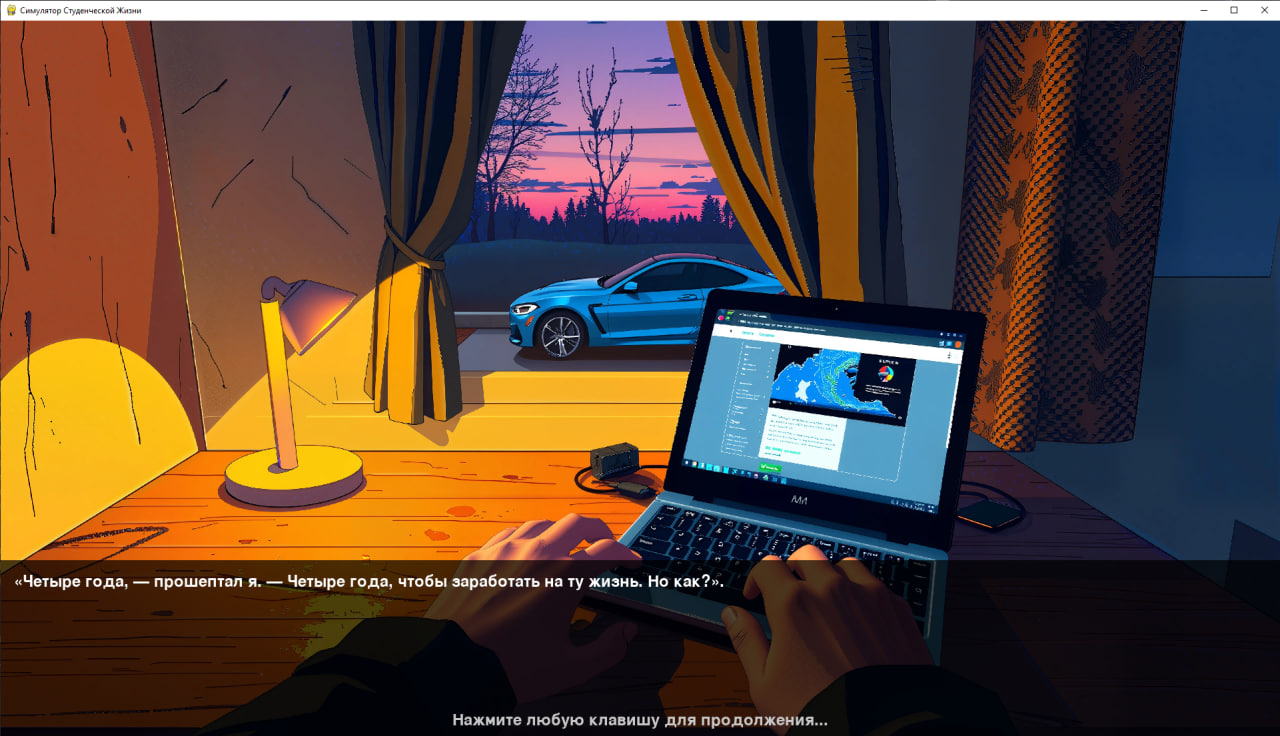 Симулятор Студенческой Жизни
«Четыре года, — прошептал я. — Четыре года, чтобы заработать на ту жизнь. Но как?».
Нажмите любую клавишу для продолжения...